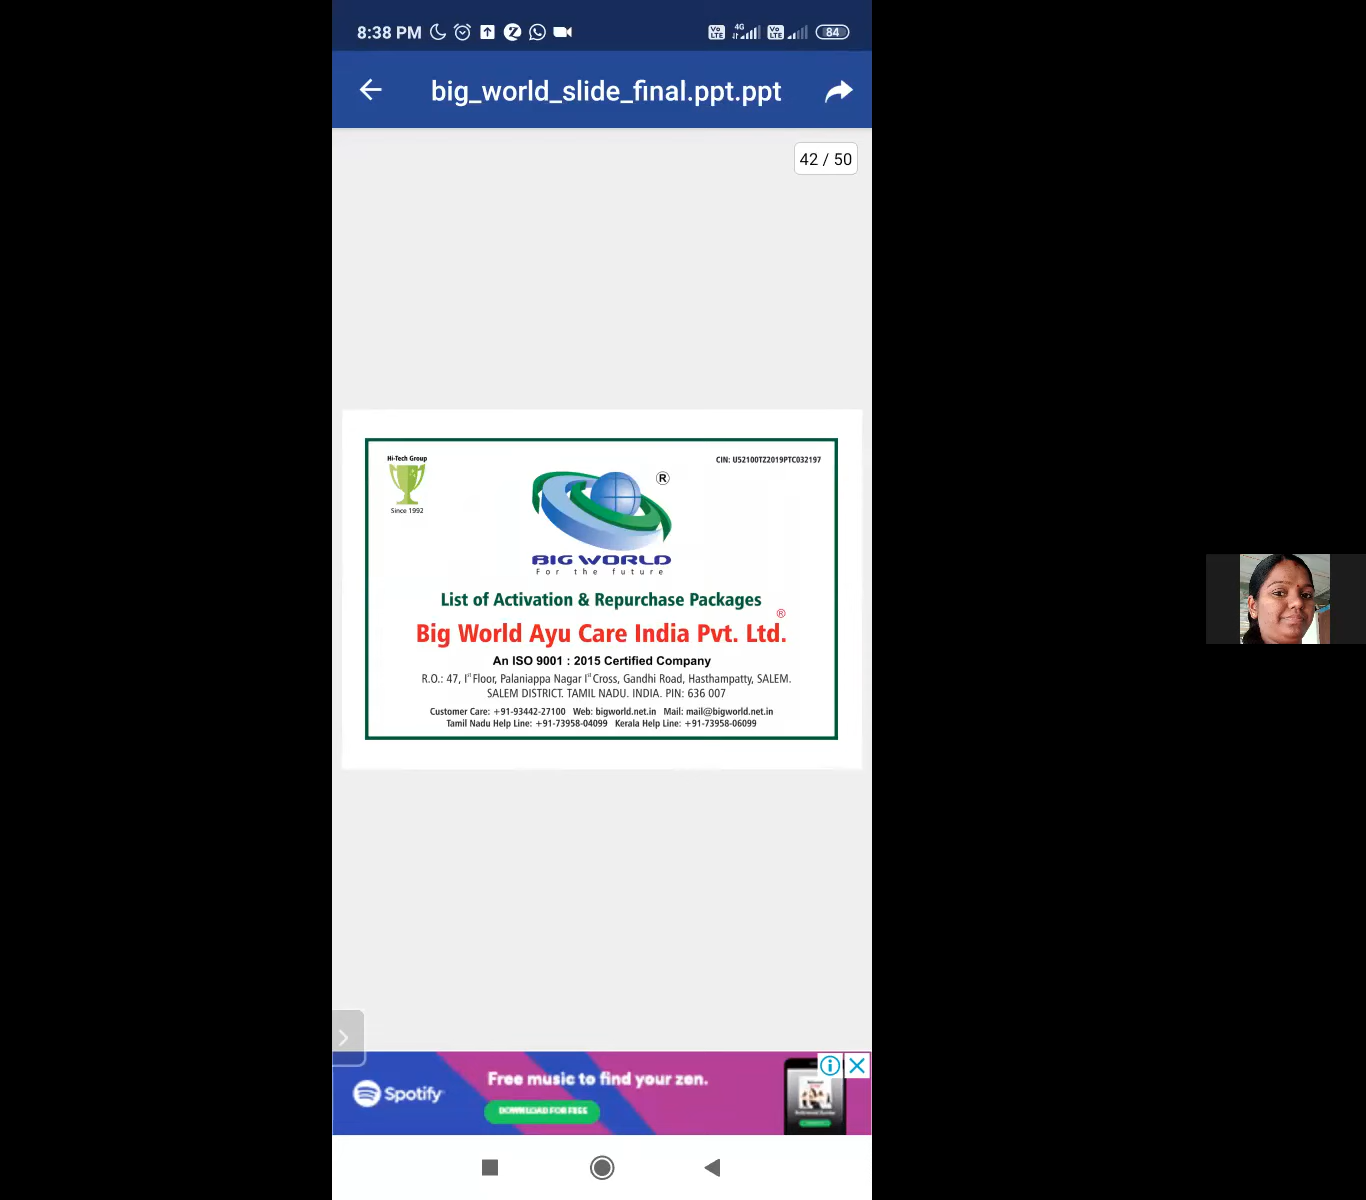 8:38 PM
4G
84
big_world_slide_final.ppt.ppt
42 / 50
Hi-Tech Group
Since 1992
CIN: U52100TZ2019PTC032197
®
BIG WORLD
For the future
List of Activation & Repurchase Packages
®
Big World Ayu Care India Pvt. Ltd.
An ISO 9001 : 2015 Certified Company
R.O.: 47, Ist Floor, Palaniappa Nagar Ist Cross, Gandhi Road, Hasthampatty, SALEM.
SALEM DISTRICT. TAMIL NADU. INDIA. PIN: 636 007
Customer Care: +91-93442-27100 Web: bigworld.net.in Mail: mail@bigworld.net.in
Tamil Nadu Help Line: +91-73958-04099 Kerala Help Line: +91-73958-06099
Spotify
Free music to find your zen.
DOWNLOAD FOR FREE